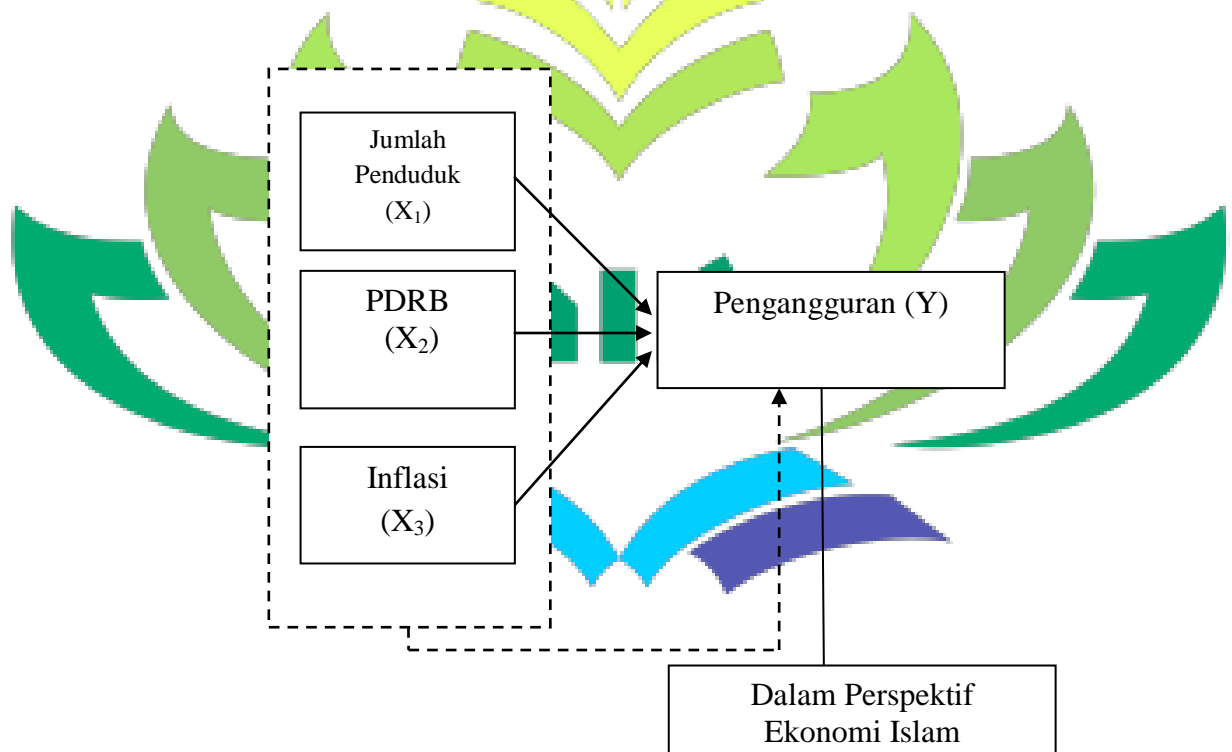 Jumlah
Penduduk
(X₁)
PDRB
(X₂)
Pengangguran (Y)
Inflasi
(X₃)
Dalam Perspektif
Ekonomi Islam